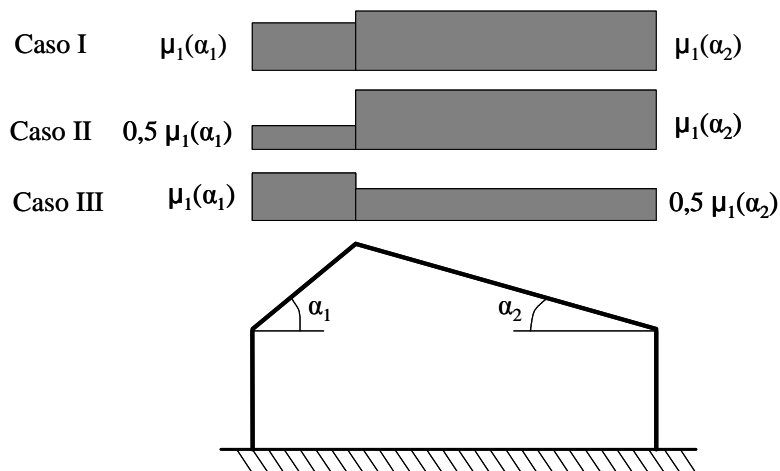 Caso I μ₁(α₁) μ₁(α₂)
Caso II 0,5 μ₁(α₁) μ₁(α₂)
Caso III μ₁(α₁) 0,5 μ₁(α₂)
α₁ α₂